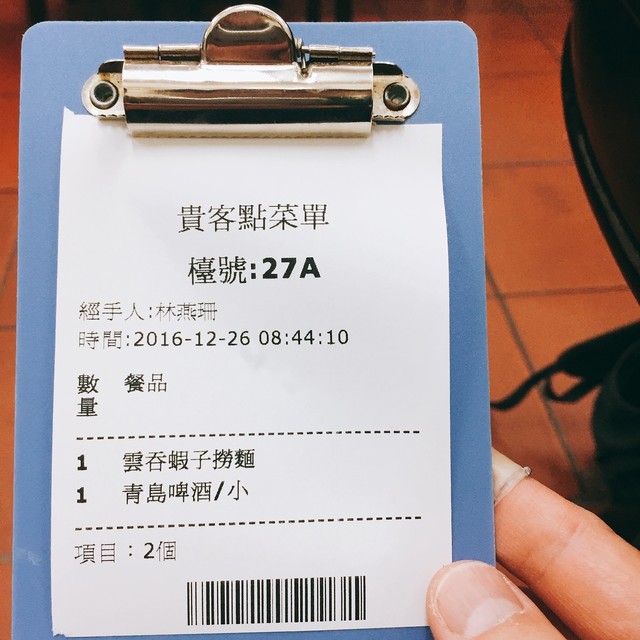 貴客點菜單
檯號:27A
經手人:林燕珊
時間:2016-12-26 08:44:10
數量 餐品
1 雲吞蝦子撈麵
1 青島啤酒/小
項目：2個